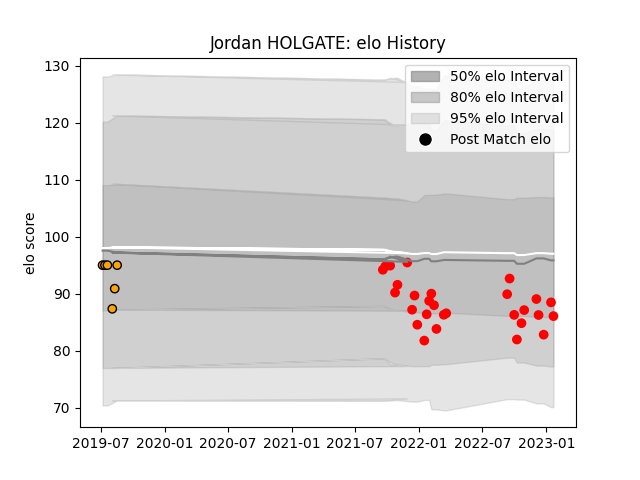 Jordan HOLGATE: elo History
130
120
110
100
90
80
70
elo score
50% elo Interval
80% elo Interval
95% elo Interval
Post Match elo
2019-07 2020-01 2020-07 2021-01 2021-07 2022-01 2022-07 2023-01